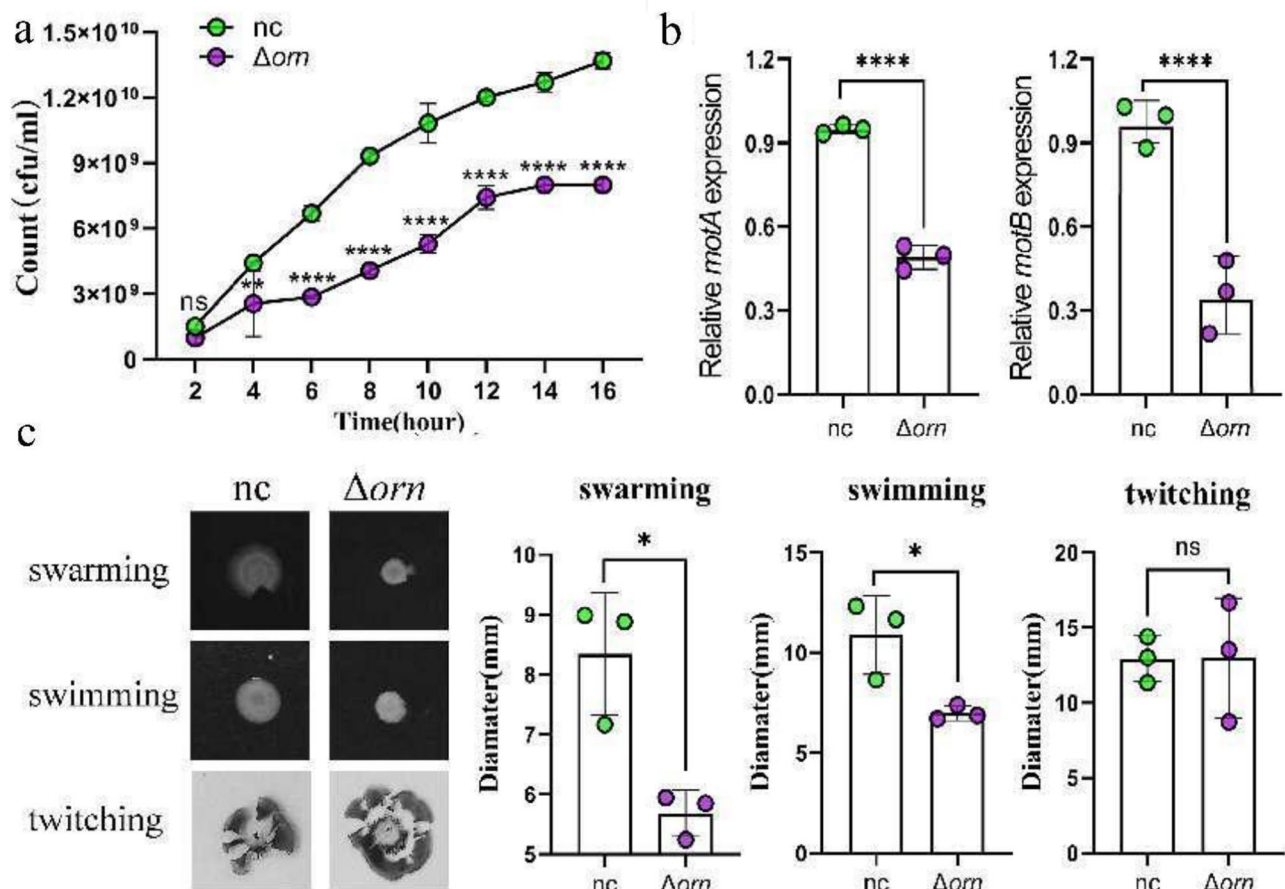 a
nc
Δorn
Count(cfu/ml)
1.5×10¹⁰
1.2×10¹⁰
9×10⁹
6×10⁹
3×10⁹
0
ns
**
****
****
****
****
****
****
2 4 6 8 10 12 14 16
Time(hour)
b
Relative motA expression
1.2
0.9
0.6
0.3
0.0
****
nc Δorn
Relative motB expression
1.2
0.9
0.6
0.3
0.0
****
nc Δorn
c
nc Δorn
swarming
swimming
twitching
swarming
Diamater(mm)
10
9
8
7
6
5
*
nc Δorn
swimming
Diamater(mm)
15
10
5
0
*
nc Δorn
twitching
Diamater(mm)
20
15
10
5
0
ns
nc Δorn